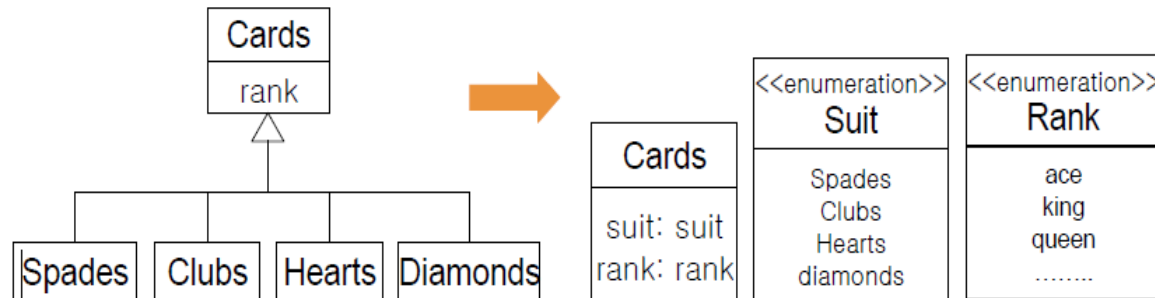 Cards
rank
Spades
Clubs
Hearts
Diamonds
Cards
suit: suit
rank: rank
<<enumeration>>
Suit
Spades
Clubs
Hearts
diamonds
<<enumeration>>
Rank
ace
king
queen
........